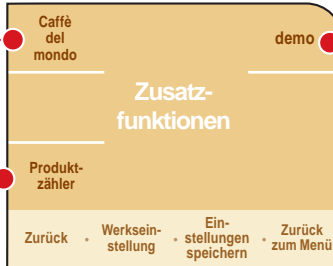 Caffè
del
mondo
demo
Zusatz-
funktionen
Produkt-
zähler
Zurück
Werksein-
stellung
Ein-
stellungen
speichern
Zurück
zum Menü